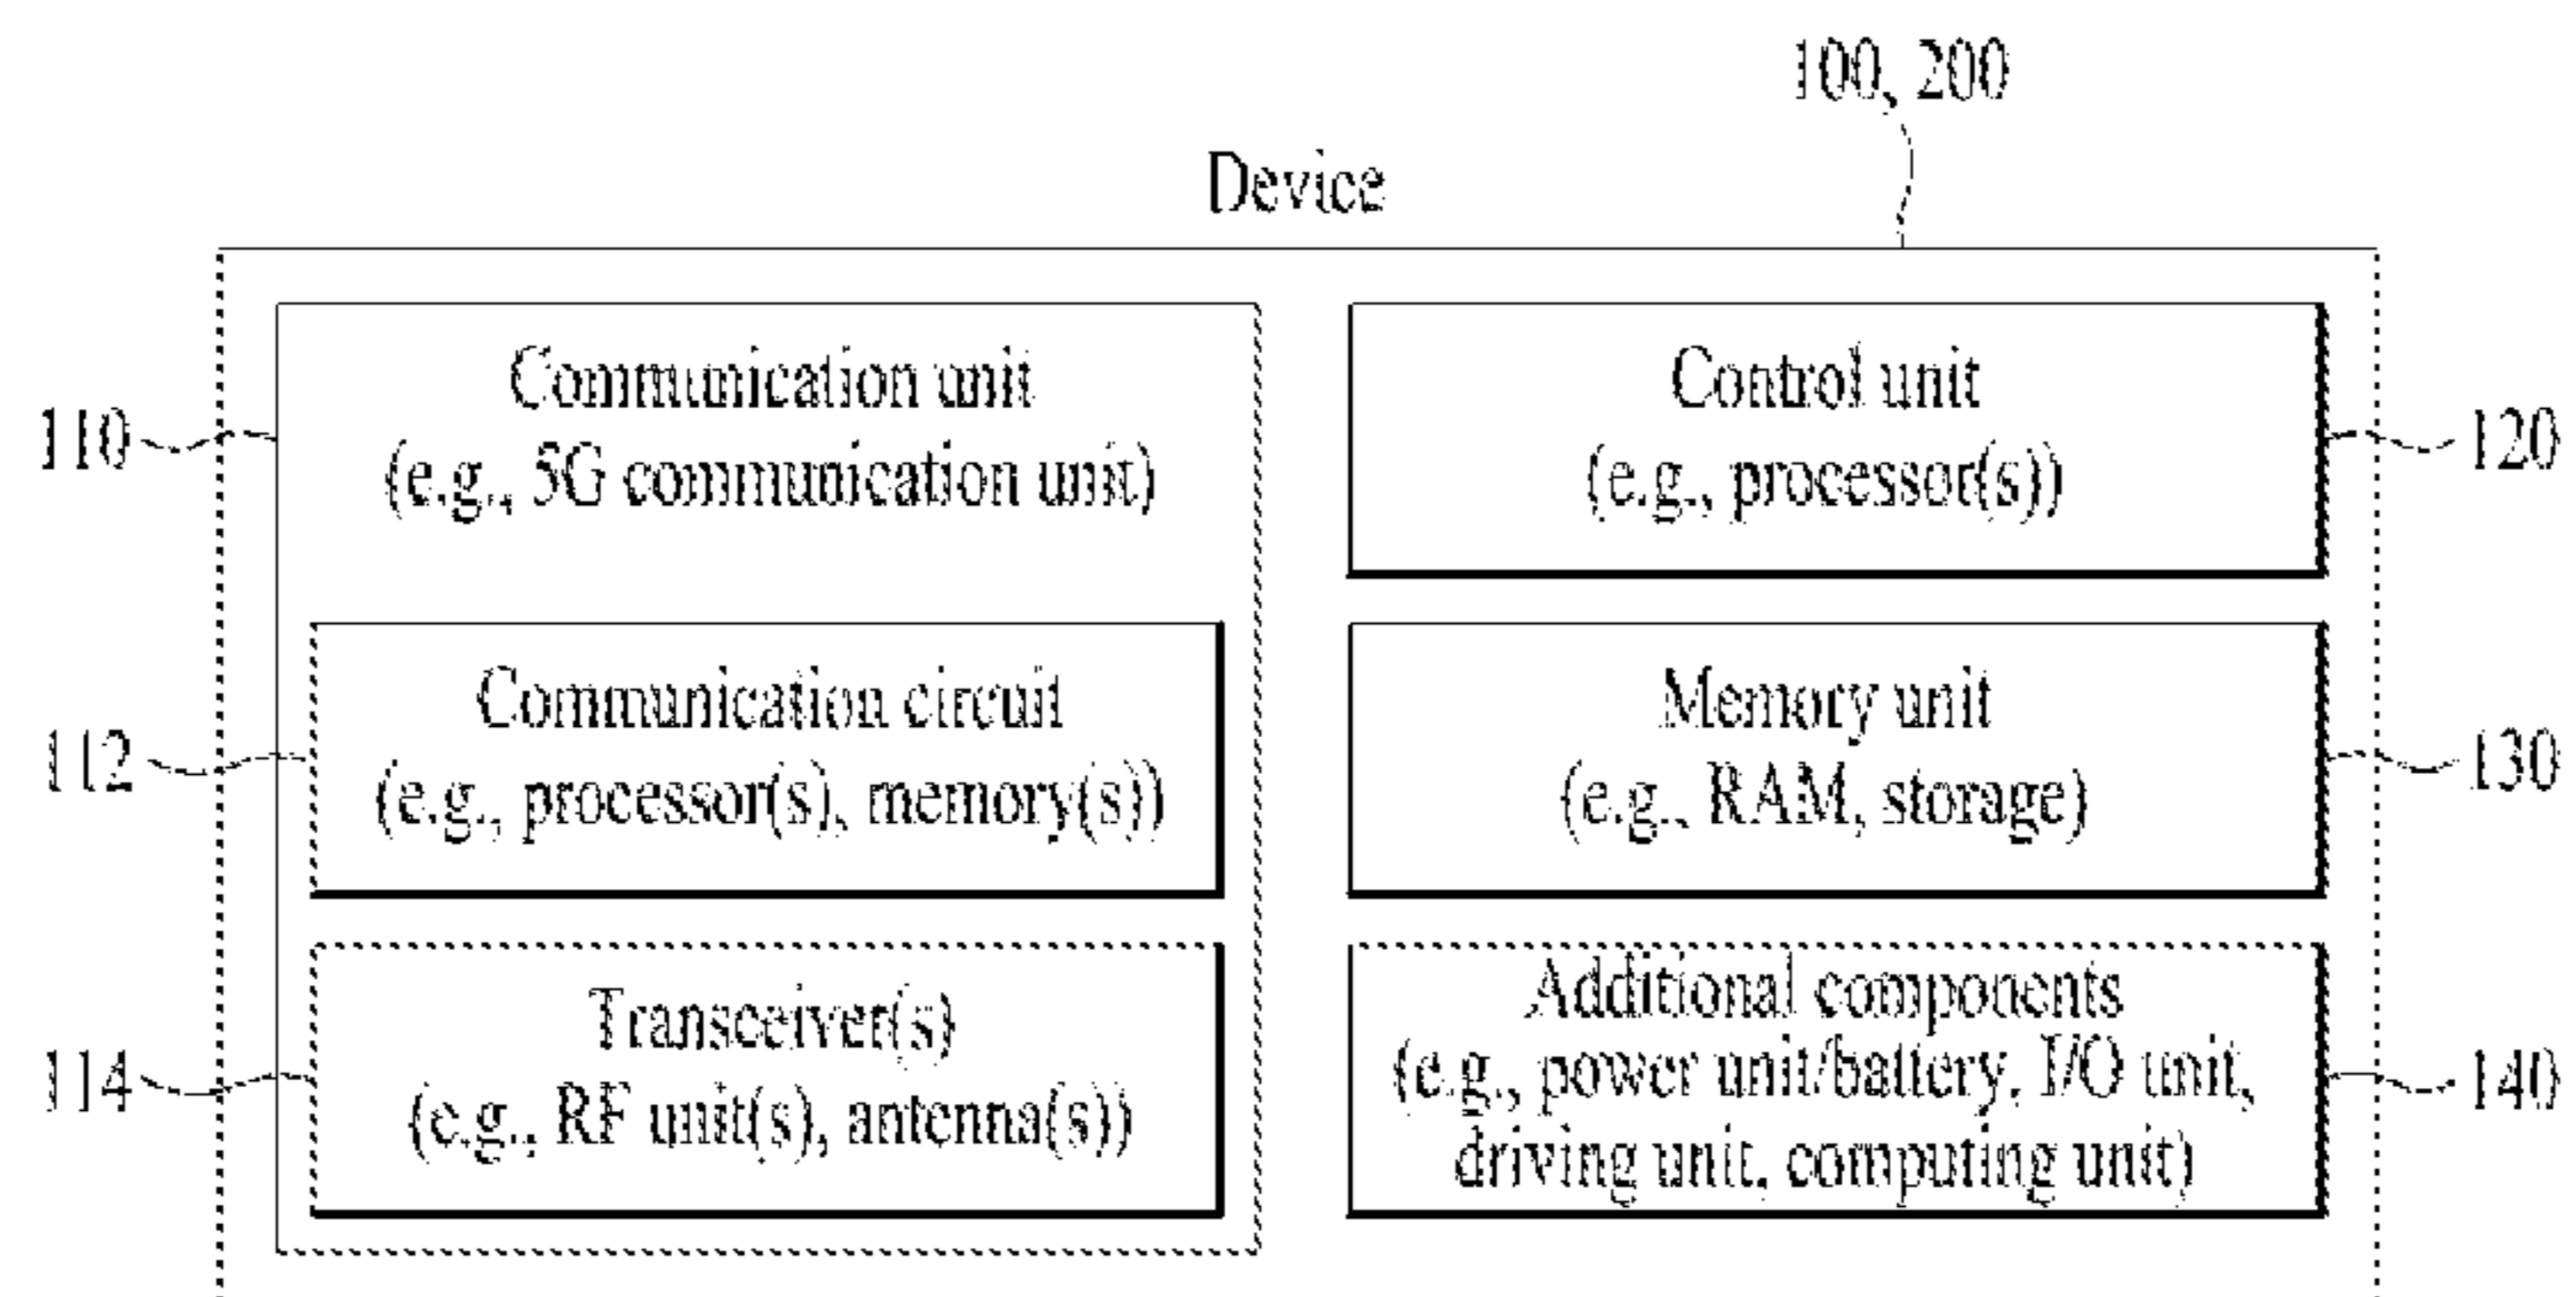 100, 200
Device
110
Communication unit
(e.g., 5G communication unit)
112
Communication circuit
(e.g., processor(s), memory(s))
114
Transceiver(s)
(e.g., RF unit(s), antenna(s))
Control unit
(e.g., processor(s))
120
Memory unit
(e.g., RAM, storage)
130
Additional components
(e.g., power unit/battery, I/O unit,
driving unit, computing unit)
140